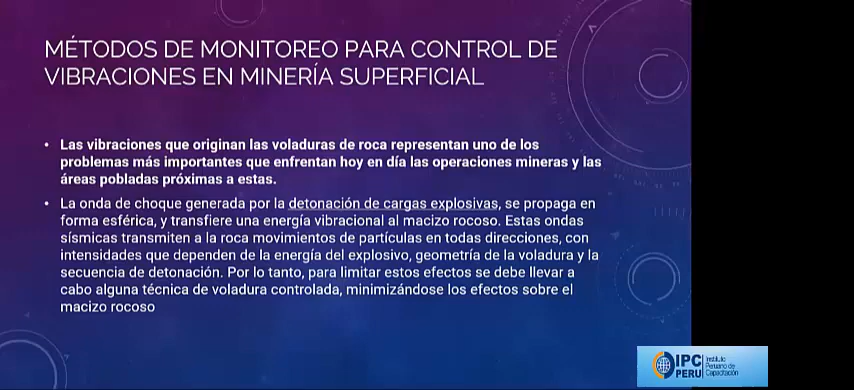 MÉTODOS DE MONITOREO PARA CONTROL DE
VIBRACIONES EN MINERÍA SUPERFICIAL
• Las vibraciones que originan las voladuras de roca representan uno de los
problemas más importantes que enfrentan hoy en día las operaciones mineras y las
áreas pobladas próximas a estas.
• La onda de choque generada por la detonación de cargas explosivas, se propaga en
forma esférica, y transfiere una energía vibracional al macizo rocoso. Estas ondas
sísmicas transmiten a la roca movimientos de partículas en todas direcciones, con
intensidades que dependen de la energía del explosivo, geometría de la voladura y la
secuencia de detonación. Por lo tanto, para limitar estos efectos se debe llevar a
cabo alguna técnica de voladura controlada, minimizándose los efectos sobre el
macizo rocoso
IPC
PERU
Instituto
Peruano de
Capacitación